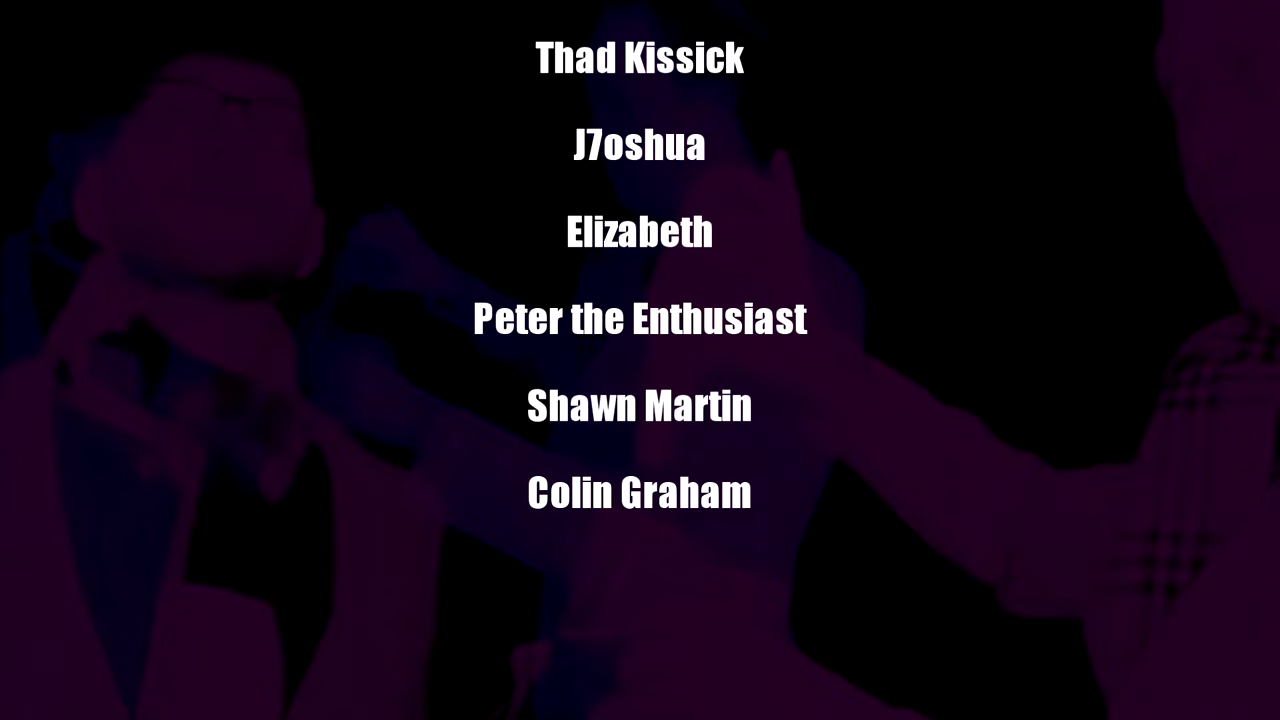 Thad Kissick
J7oshua
Elizabeth
Peter the Enthusiast
Shawn Martin
Colin Graham